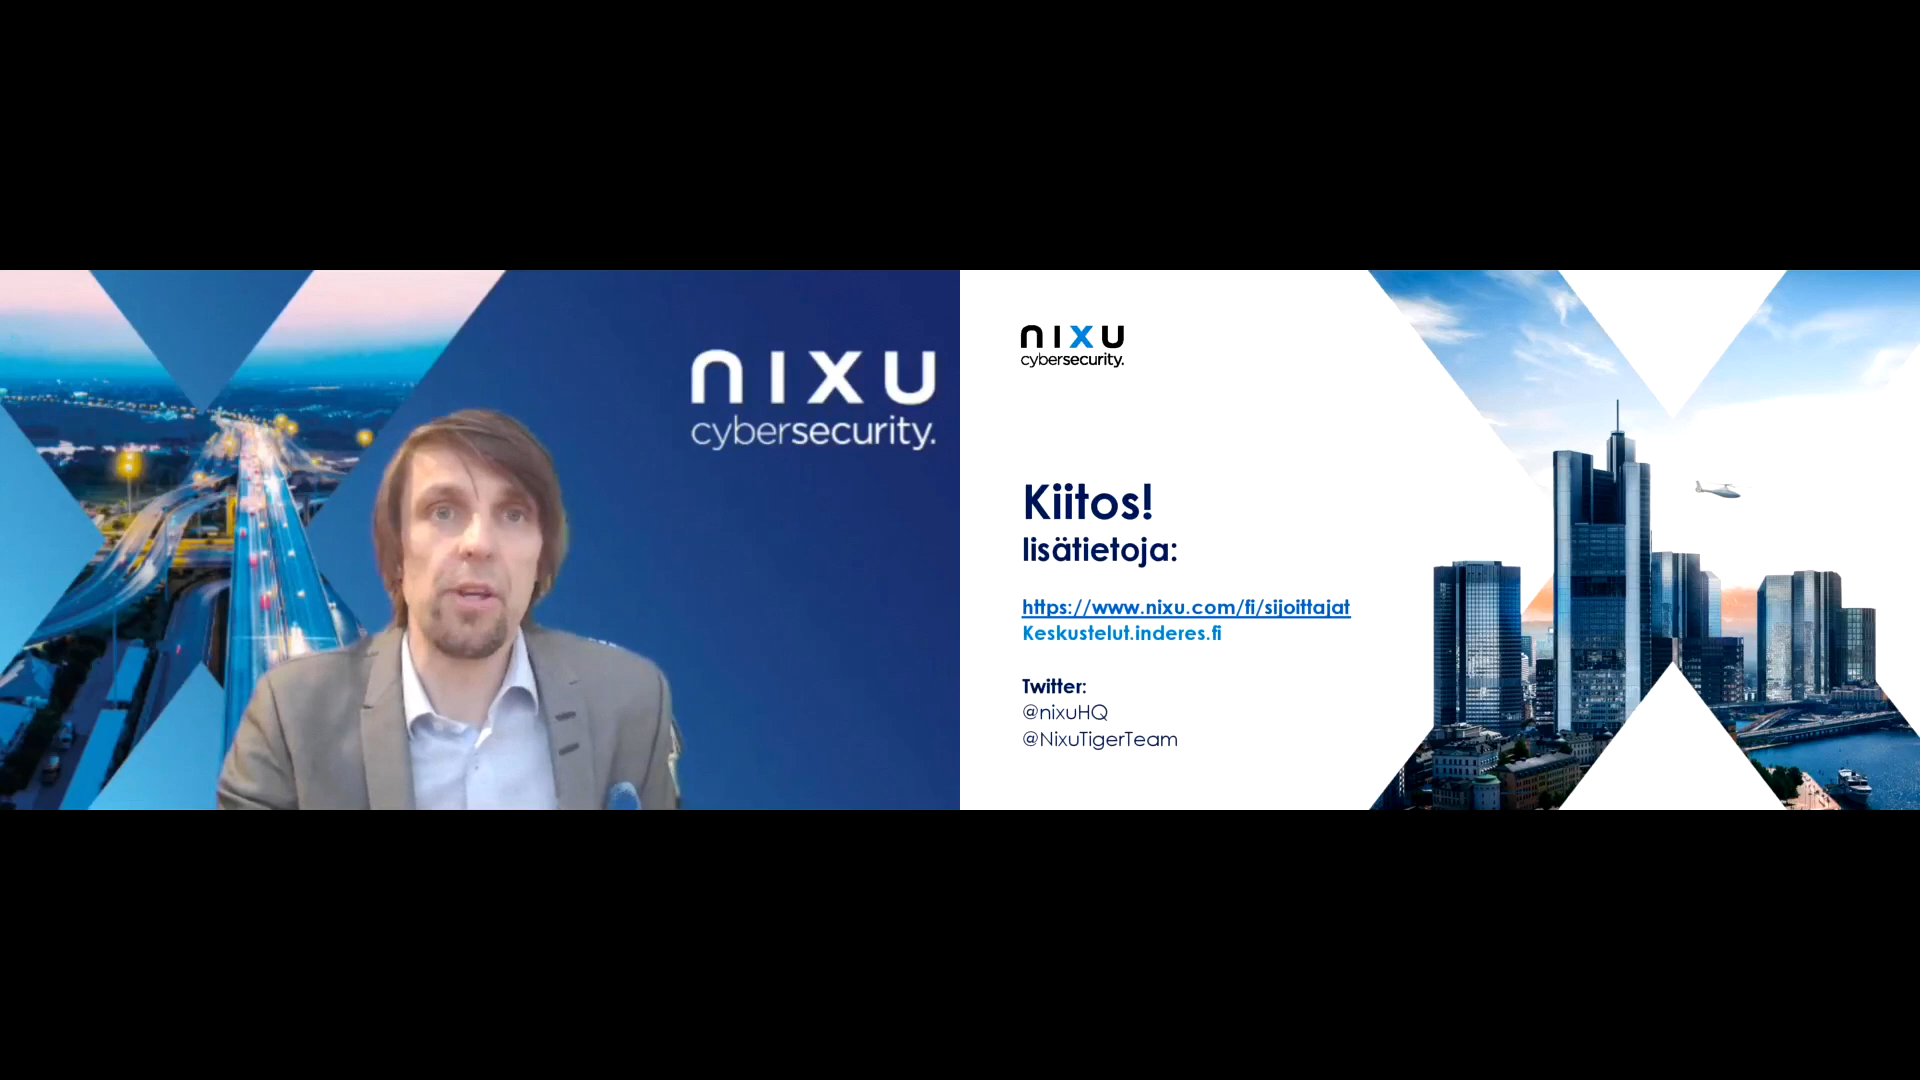 nixu
cybersecurity.
nixu
cybersecurity.
Kiitos!
lisätietoja:
https://www.nixu.com/fi/sijoittajat
Keskustelut.inderes.fi
Twitter:
@nixuHQ
@NixuTigerTeam